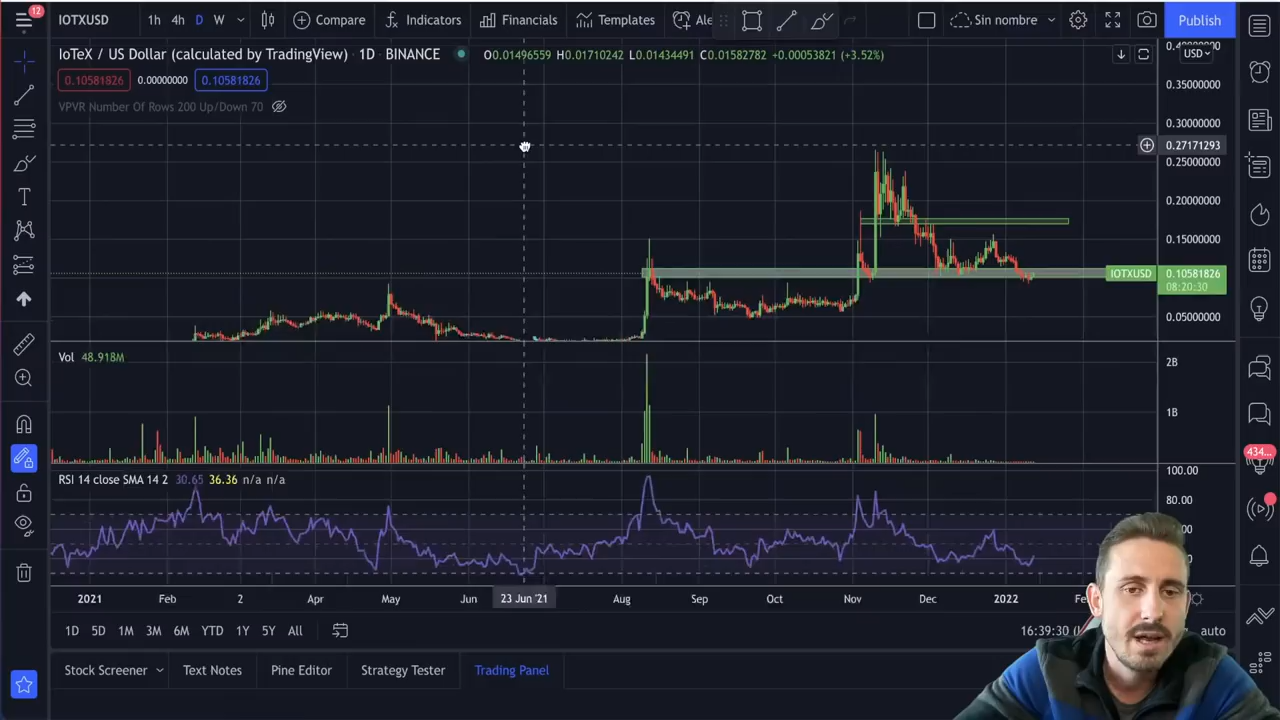 12
IOTXUSD 1h 4h D W Compare Indicators Financials Templates Ale Sin nombre Publish
IoTeX / US Dollar (calculated by TradingView) · 1D · BINANCE O0.01496559 H0.01710242 L0.01434491 C0.01582782 +0.00053821 (+3.52%)
USD
0.10581826 0.00000000 0.10581826
0.35000000
VPVR Number Of Rows 200 Up/Down 70
0.30000000
0.27171293
0.25000000
0.20000000
0.15000000
IOTXUSD 0.10581826
08:20:30
0.05000000
Vol 48.918M
2B
1B
434...
100.00
RSI 14 close SMA 14 2 30.65 36.36 n/a n/a
80.00
2021 Feb 2 Apr May Jun 23 Jun '21 Aug Sep Oct Nov Dec 2022
1D 5D 1M 3M 6M YTD 1Y 5Y All 16:39:30 auto
Stock Screener Text Notes Pine Editor Strategy Tester Trading Panel